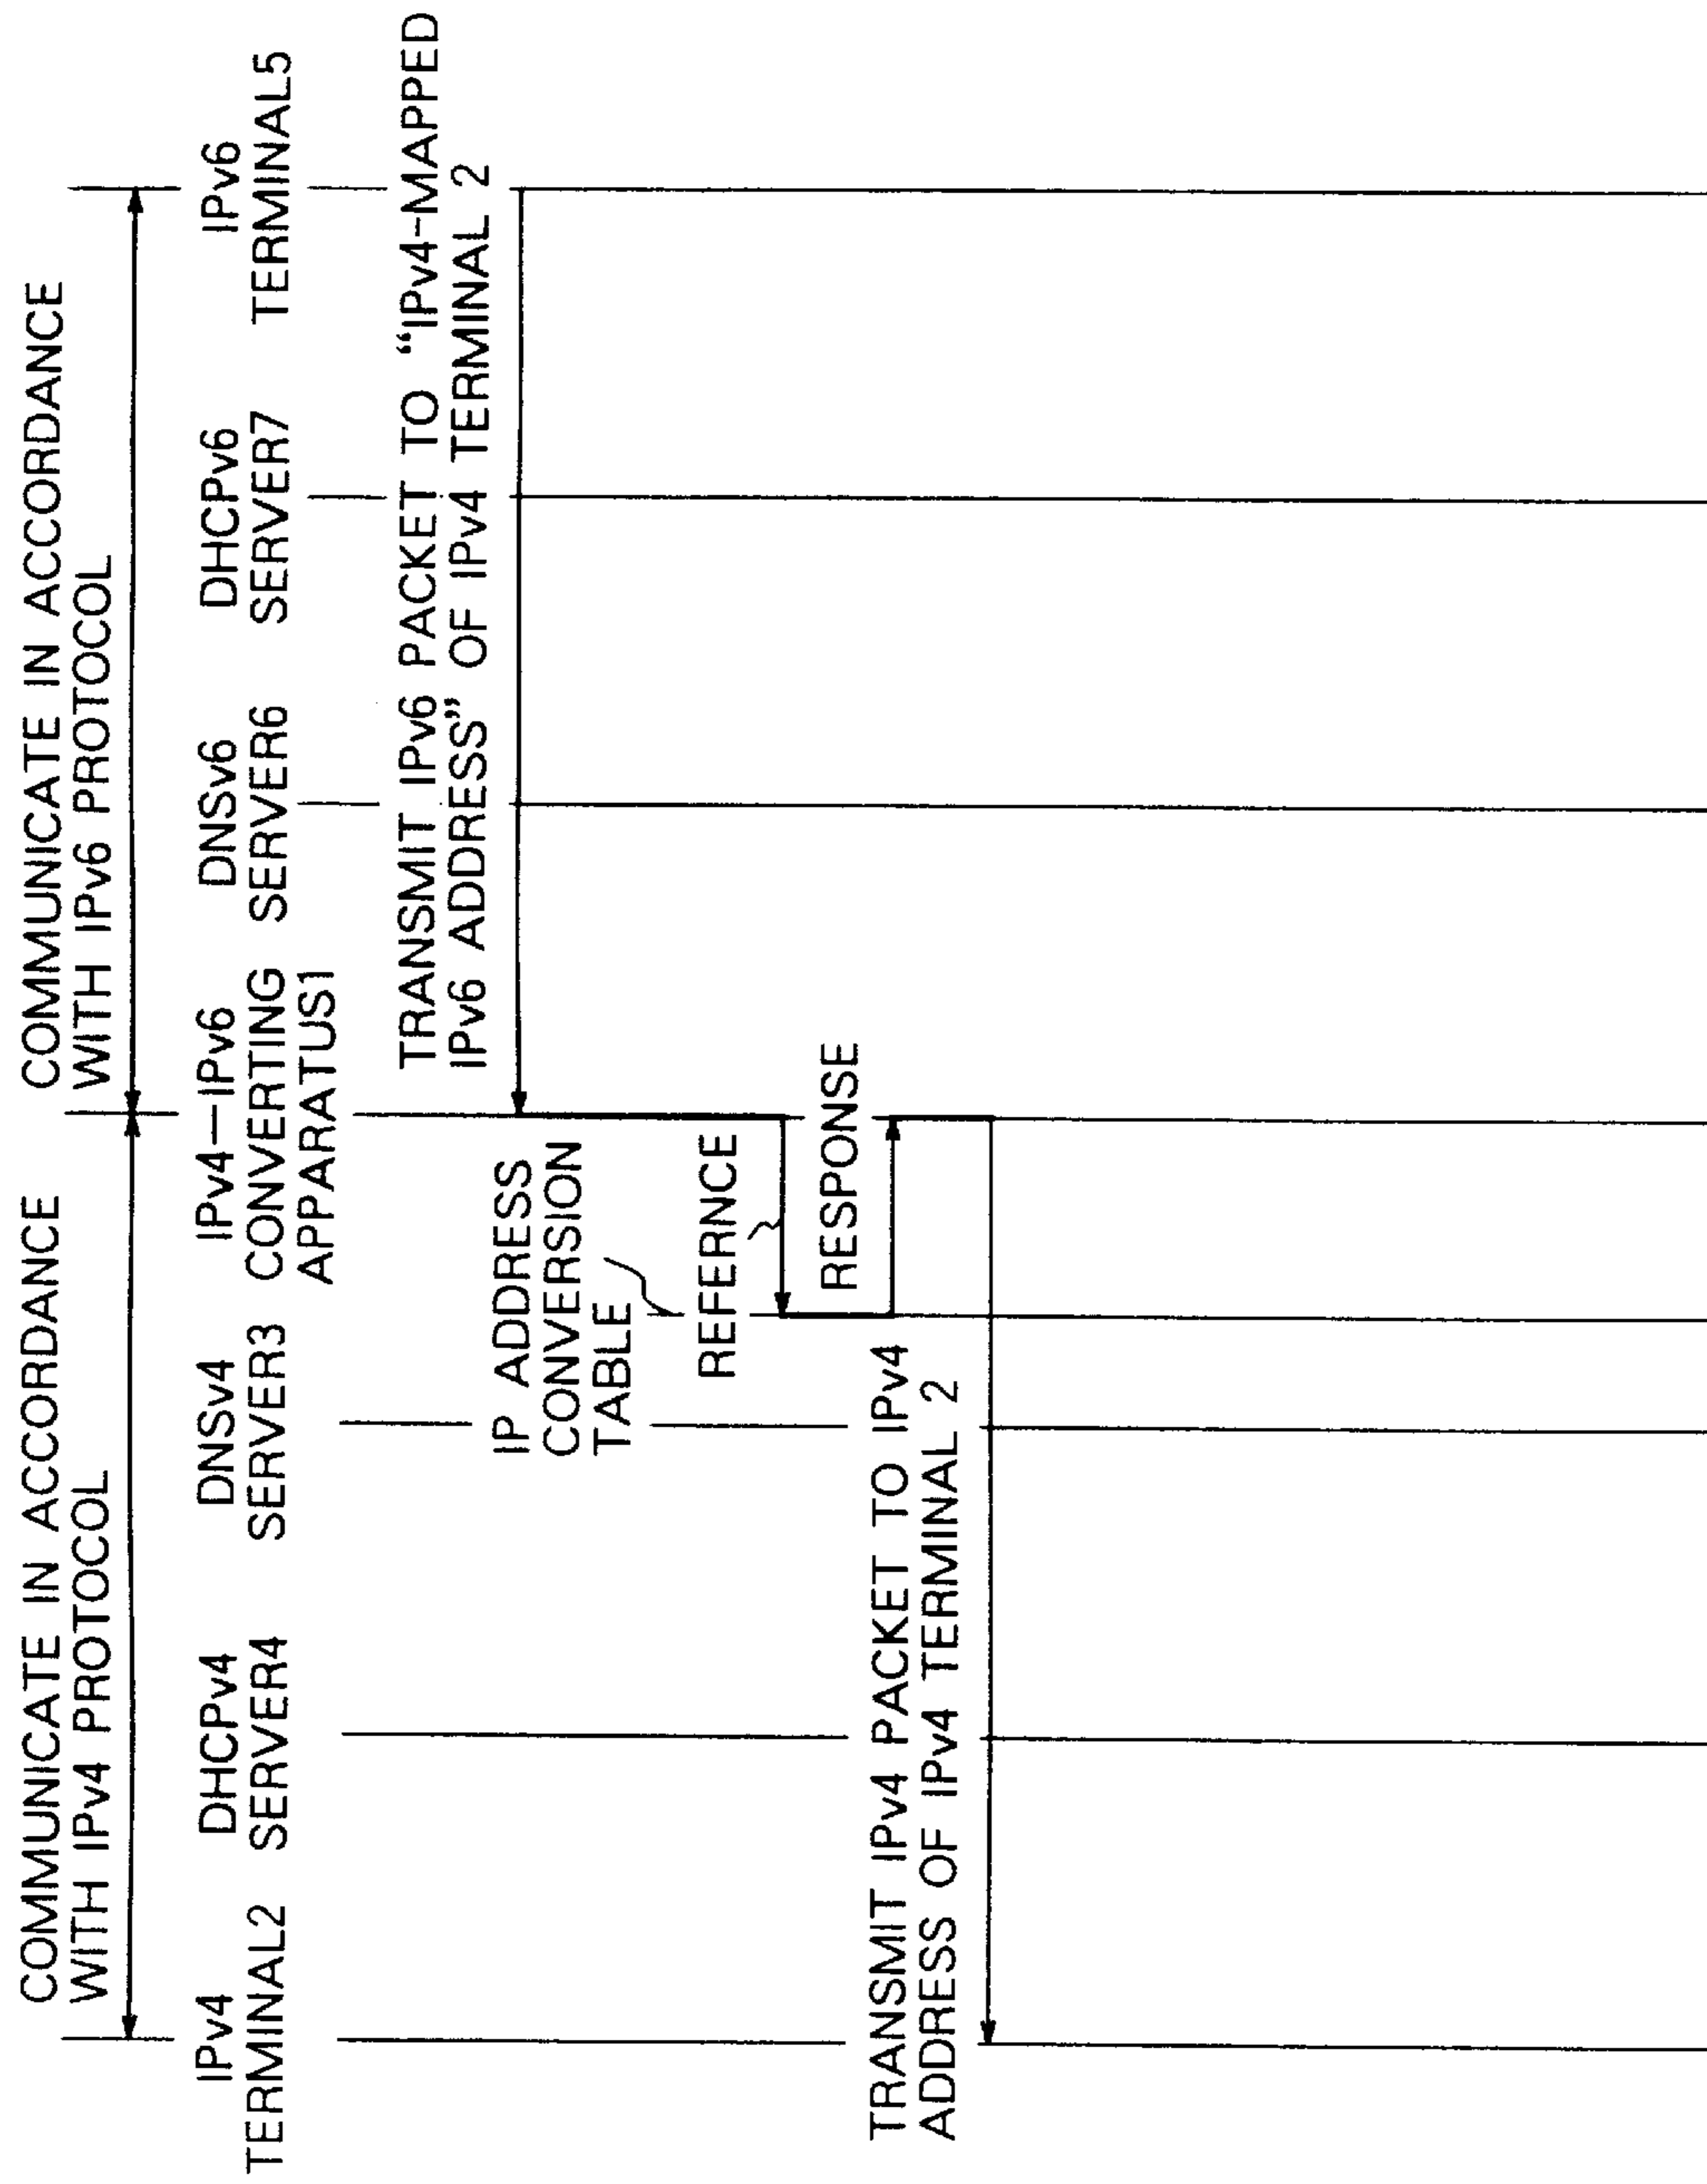 COMMUNICATE IN ACCORDANCE
WITH IPv4 PROTOCOL
COMMUNICATE IN ACCORDANCE
WITH IPv6 PROTOCOL
IPv4
TERMINAL2
DHCPv4
SERVER4
DNSv4
SERVER3
IPv4–IPv6
CONVERTING
APPARATUS1
DNSv6
SERVER6
DHCPv6
SERVER7
IPv6
TERMINAL5
TRANSMIT IPv6 PACKET TO “IPv4-MAPPED
IPv6 ADDRESS” OF IPv4 TERMINAL 2
IP ADDRESS
CONVERSION
TABLE
REFERNCE
RESPONSE
TRANSMIT IPv4 PACKET TO IPv4
ADDRESS OF IPv4 TERMINAL 2